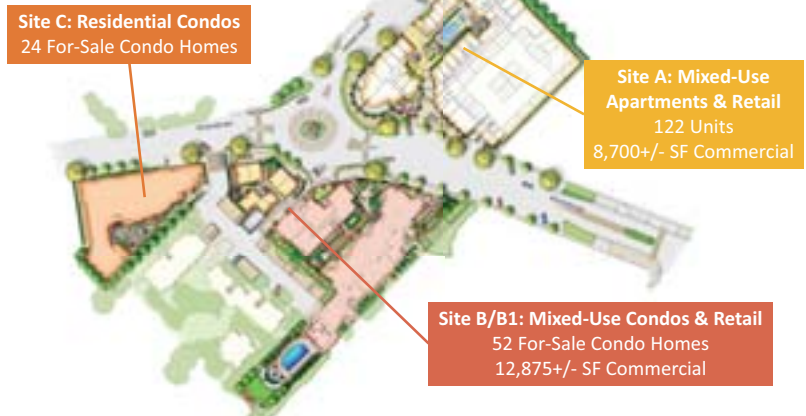 Site C: Residential Condos
24 For-Sale Condo Homes
Site A: Mixed-Use
Apartments & Retail
122 Units
8,700+/- SF Commercial
Site B/B1: Mixed-Use Condos & Retail
52 For-Sale Condo Homes
12,875+/- SF Commercial